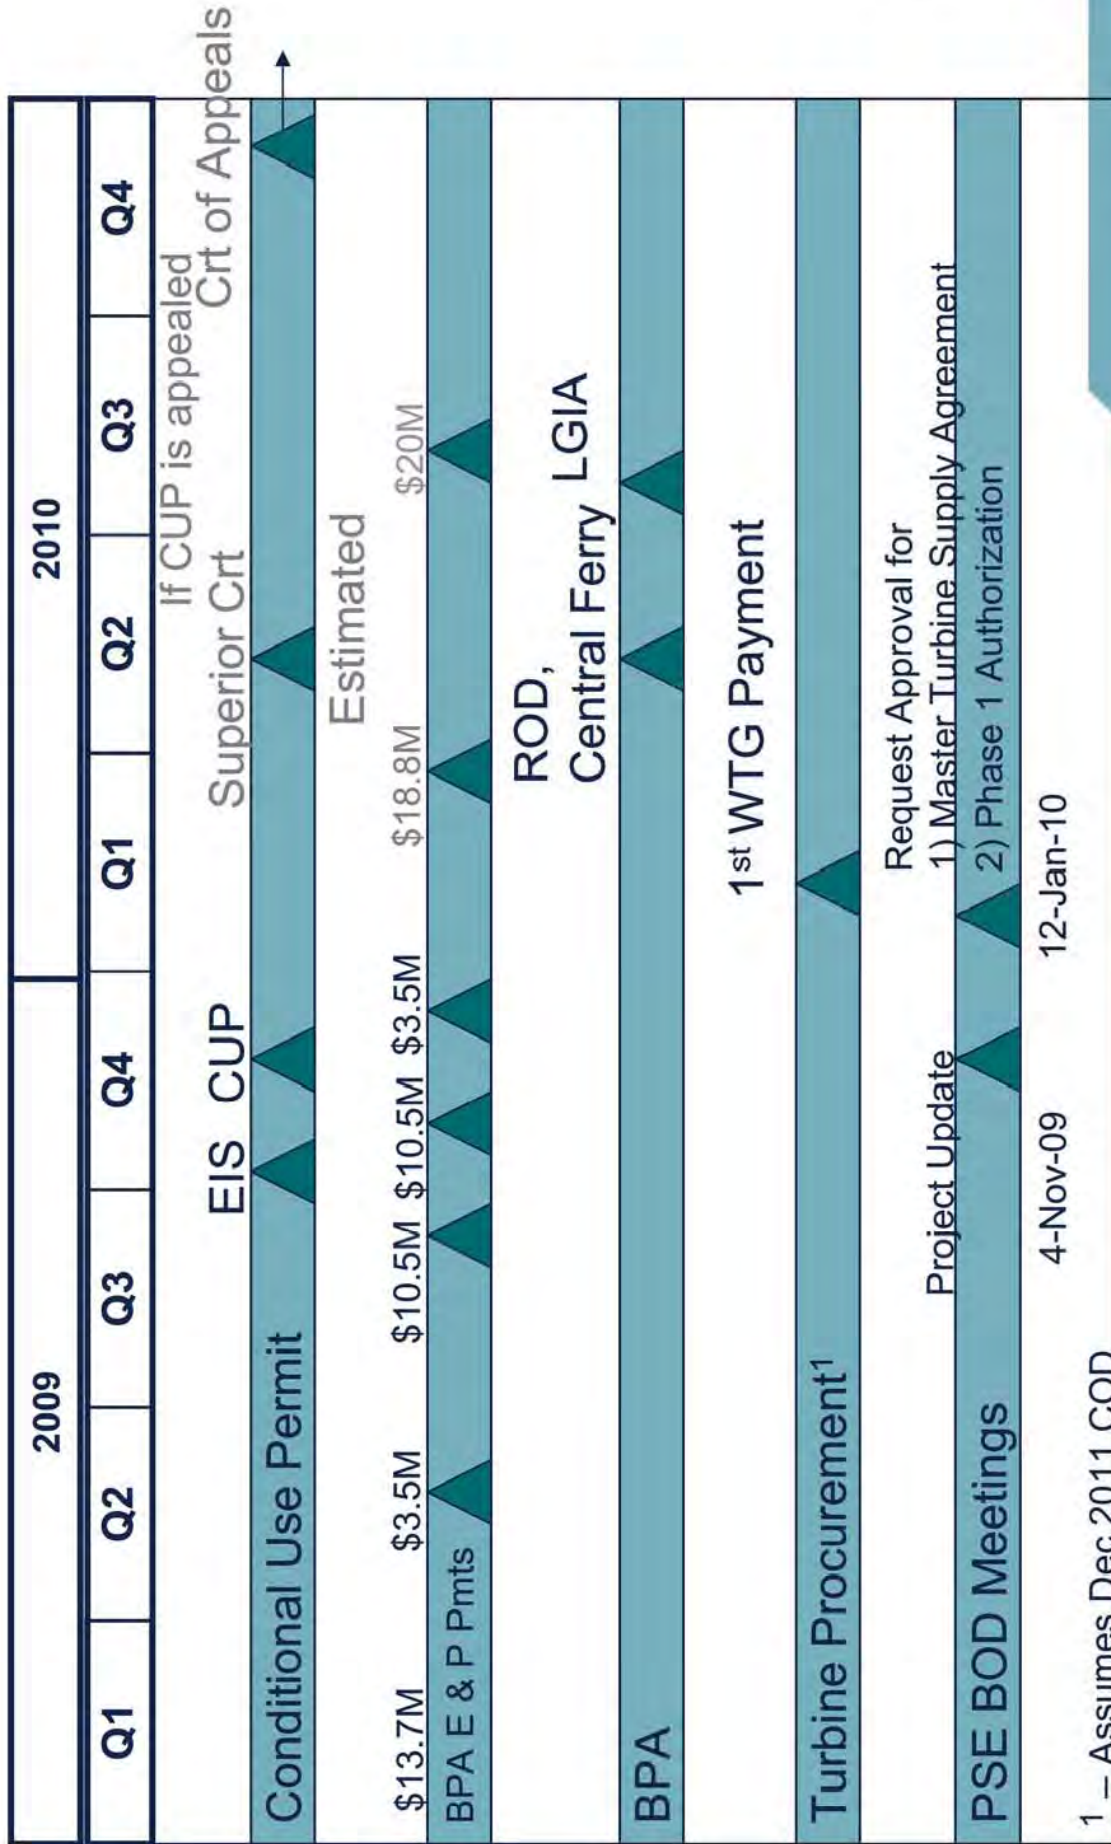 2009 2010
Q1 Q2 Q3 Q4 Q1 Q2 Q3 Q4
If CUP is appealed
EIS CUP Superior Crt Crt of Appeals
Conditional Use Permit
Estimated
$13.7M $3.5M $10.5M $10.5M $3.5M $18.8M $20M
BPA E & P Pmts
ROD,
Central Ferry LGIA
BPA
1st WTG Payment
Turbine Procurement1
Request Approval for
Project Update 1) Master Turbine Supply Agreement
PSE BOD Meetings 2) Phase 1 Authorization
4-Nov-09 12-Jan-10
1 – Assumes Dec 2011 COD